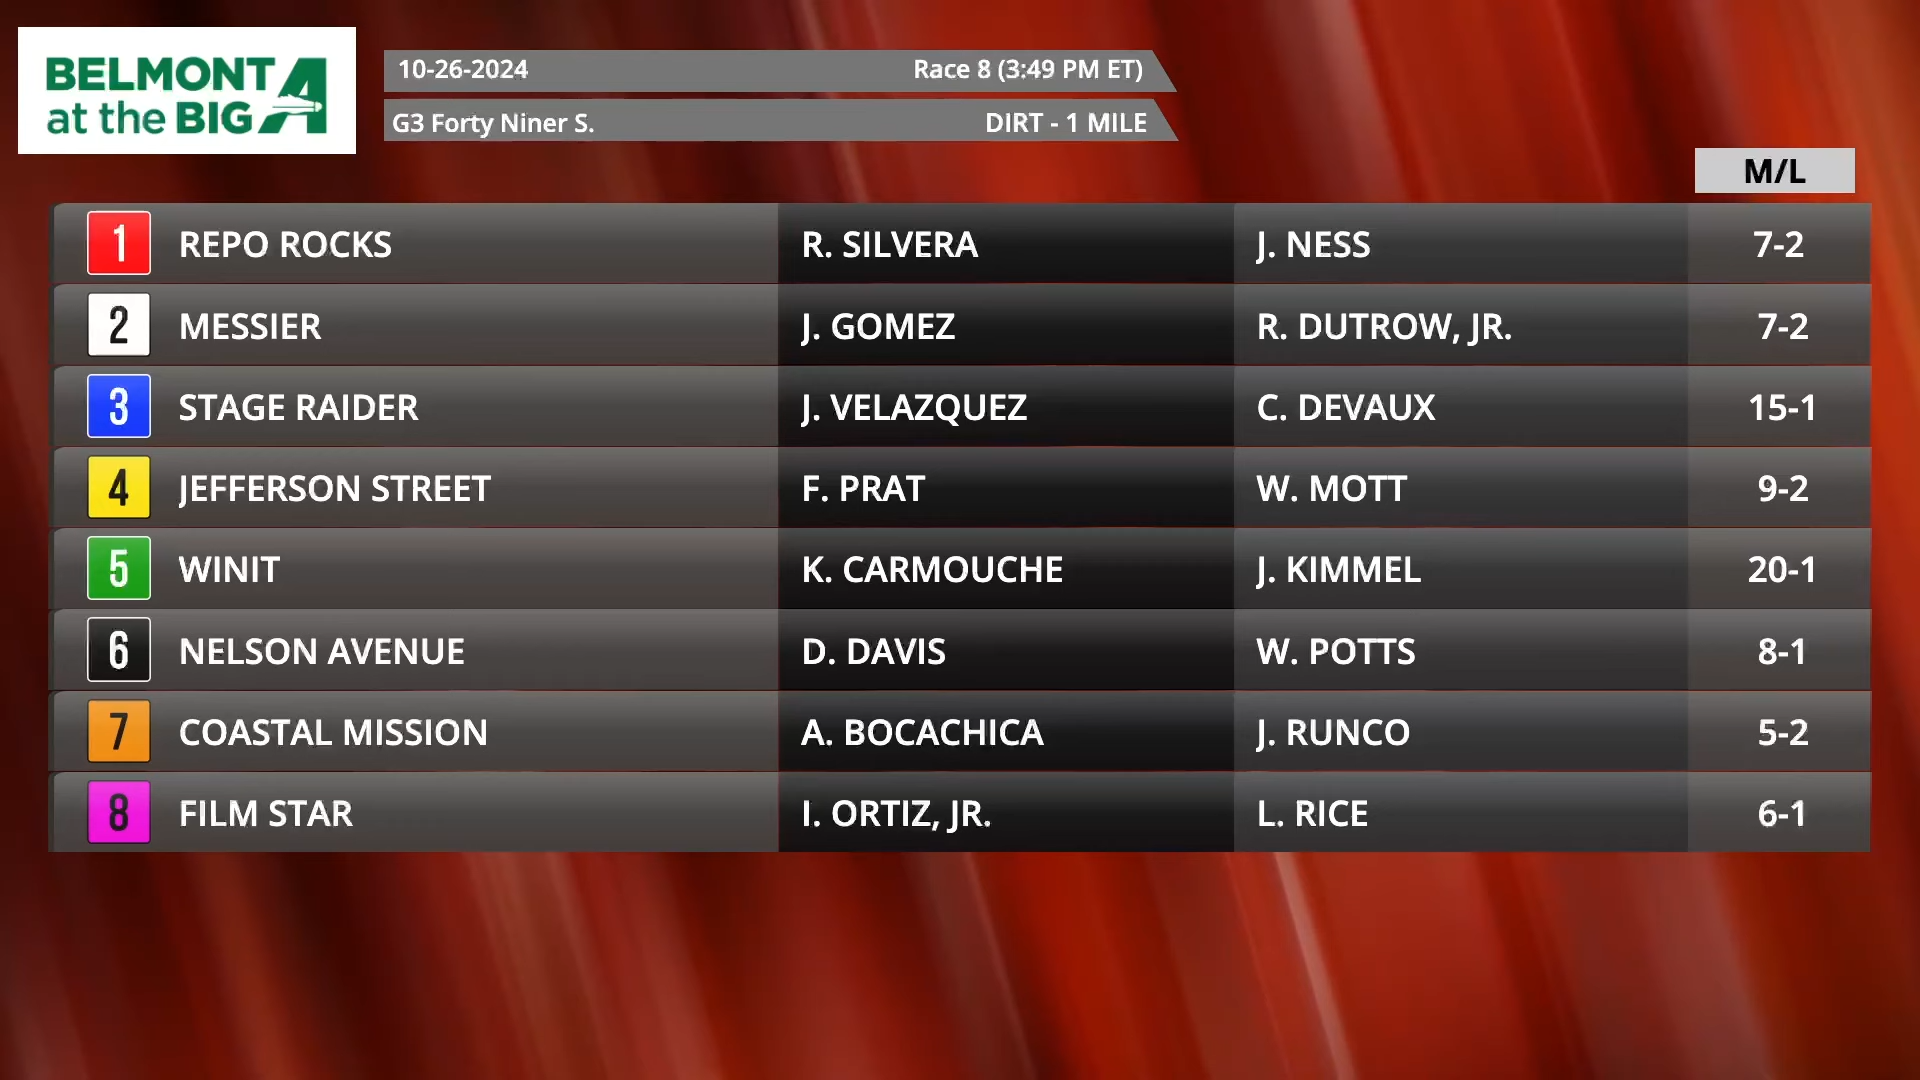 BELMONT
at the BIG A
10-26-2024 Race 8 (3:49 PM ET)
G3 Forty Niner S. DIRT - 1 MILE
M/L
1 REPO ROCKS R. SILVERA J. NESS 7-2
2 MESSIER J. GOMEZ R. DUTROW, JR. 7-2
3 STAGE RAIDER J. VELAZQUEZ C. DEVAUX 15-1
4 JEFFERSON STREET F. PRAT W. MOTT 9-2
5 WINIT K. CARMOUCHE J. KIMMEL 20-1
6 NELSON AVENUE D. DAVIS W. POTTS 8-1
7 COASTAL MISSION A. BOCACHICA J. RUNCO 5-2
8 FILM STAR I. ORTIZ, JR. L. RICE 6-1